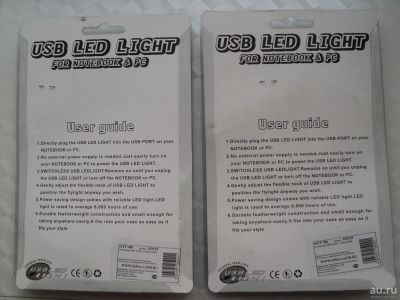 USB LED LIGHT
FOR NOTEBOOK & PC
User guide
1.Directly plug the USB LED LIGHT into the USB PORT on your
NOTEBOOK or PC.
2.No external power supply is needed.Just easily turn on
your NOTEBOOK or PC to power the USB LED LIGHT.
3.SWITCHLESS USB LEDLIGHT.Remains on until you unplug
the USB LED LIGHT or turn off the NOTEBOOK or PC.
4.Gently adjust the flexible neck of USB LED LIGHT to
position the flylight anyway you wish.
5.Power saving design comes with reliable LED light.LED
light is rated to average 8,000 hours of use.
6.Durable featherweight construction and small enough for
taking anywhere easily.It fits into your case as easy as it
fits your style.
USB LED
LIGHT
CE
USB LED LIGHT
FOR NOTEBOOK & PC
User guide
1.Directly plug the USB LED LIGHT into the USB PORT on your
NOTEBOOK or PC.
2.No external power supply is needed.Just easily turn on
your NOTEBOOK or PC to power the USB LED LIGHT.
3.SWITCHLESS USB LEDLIGHT.Remains on until you unplug
the USB LED LIGHT or turn off the NOTEBOOK or PC.
4.Gently adjust the flexible neck of USB LED LIGHT to
position the flylight anyway you wish.
5.Power saving design comes with reliable LED light.LED
light is rated to average 8,000 hours of use.
6.Durable featherweight construction and small enough for
taking anywhere easily.It fits into your case as easy as it
fits your style.
USB LED
LIGHT
CE
au.ru